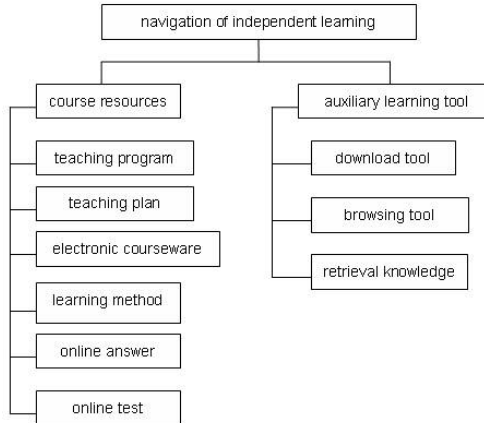 navigation of independent learning
course resources
teaching program
teaching plan
electronic courseware
learning method
online answer
online test
auxiliary learning tool
download tool
browsing tool
retrieval knowledge